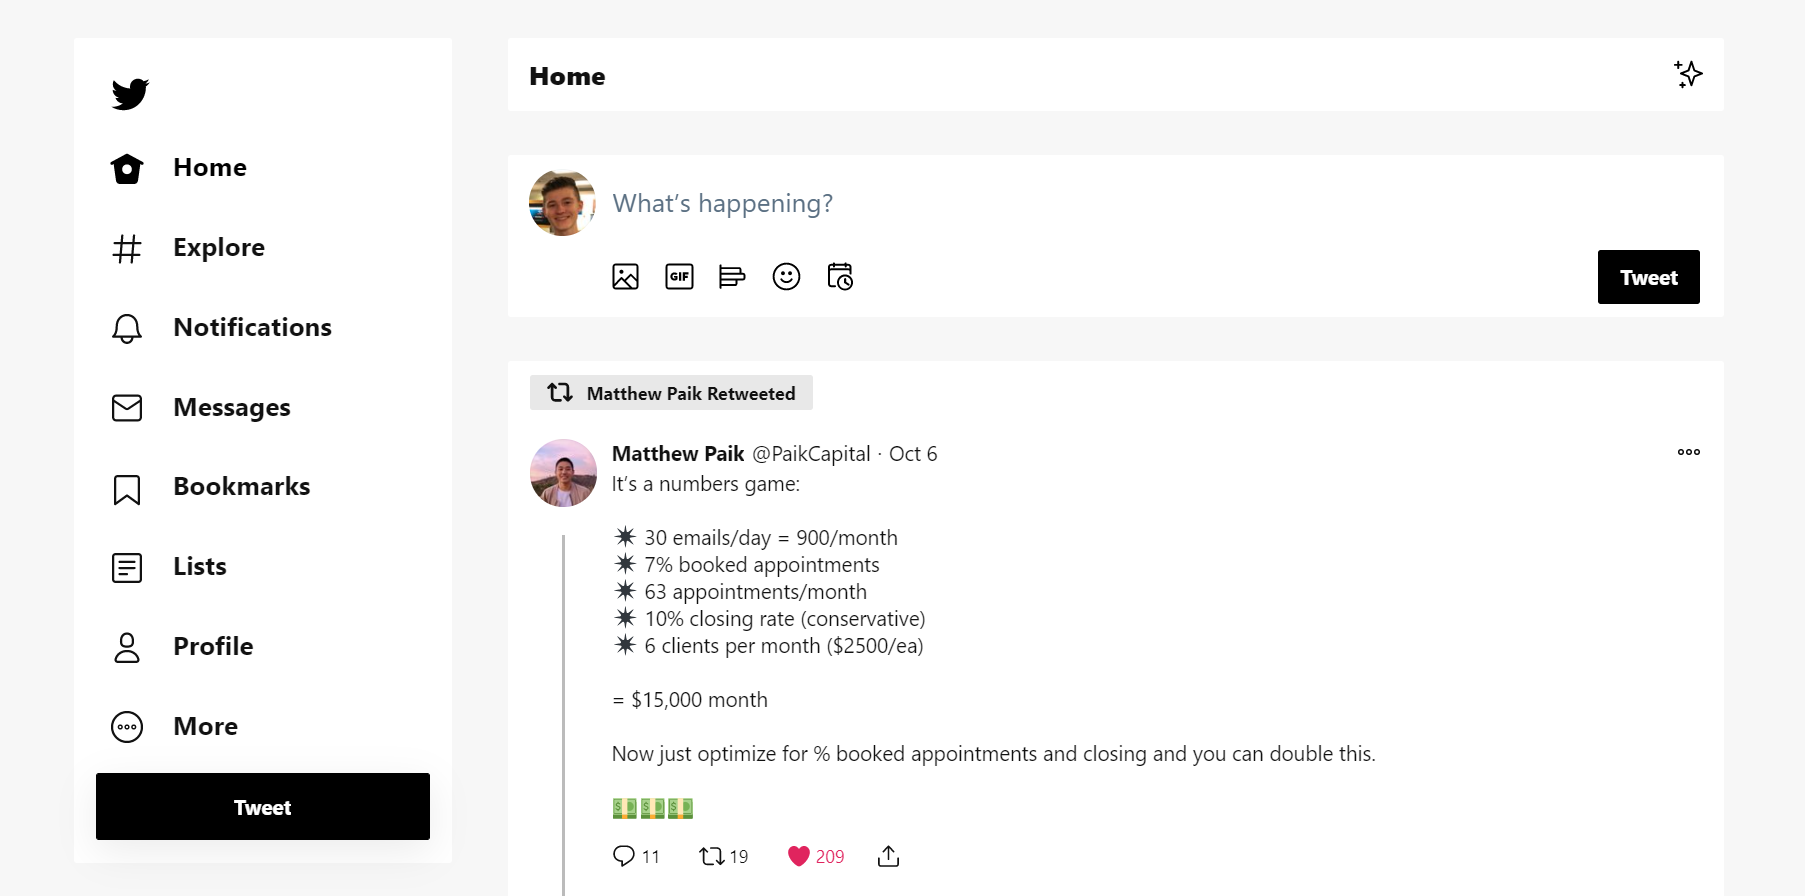 Home
Explore
Notifications
Messages
Bookmarks
Lists
Profile
More
Tweet
Home
What's happening?
GIF
Tweet
Matthew Paik Retweeted
Matthew Paik @PaikCapital · Oct 6
It's a numbers game:
✷ 30 emails/day = 900/month
✷ 7% booked appointments
✷ 63 appointments/month
✷ 10% closing rate (conservative)
✷ 6 clients per month ($2500/ea)
= $15,000 month
Now just optimize for % booked appointments and closing and you can double this.
💵💵💵
11 19 209